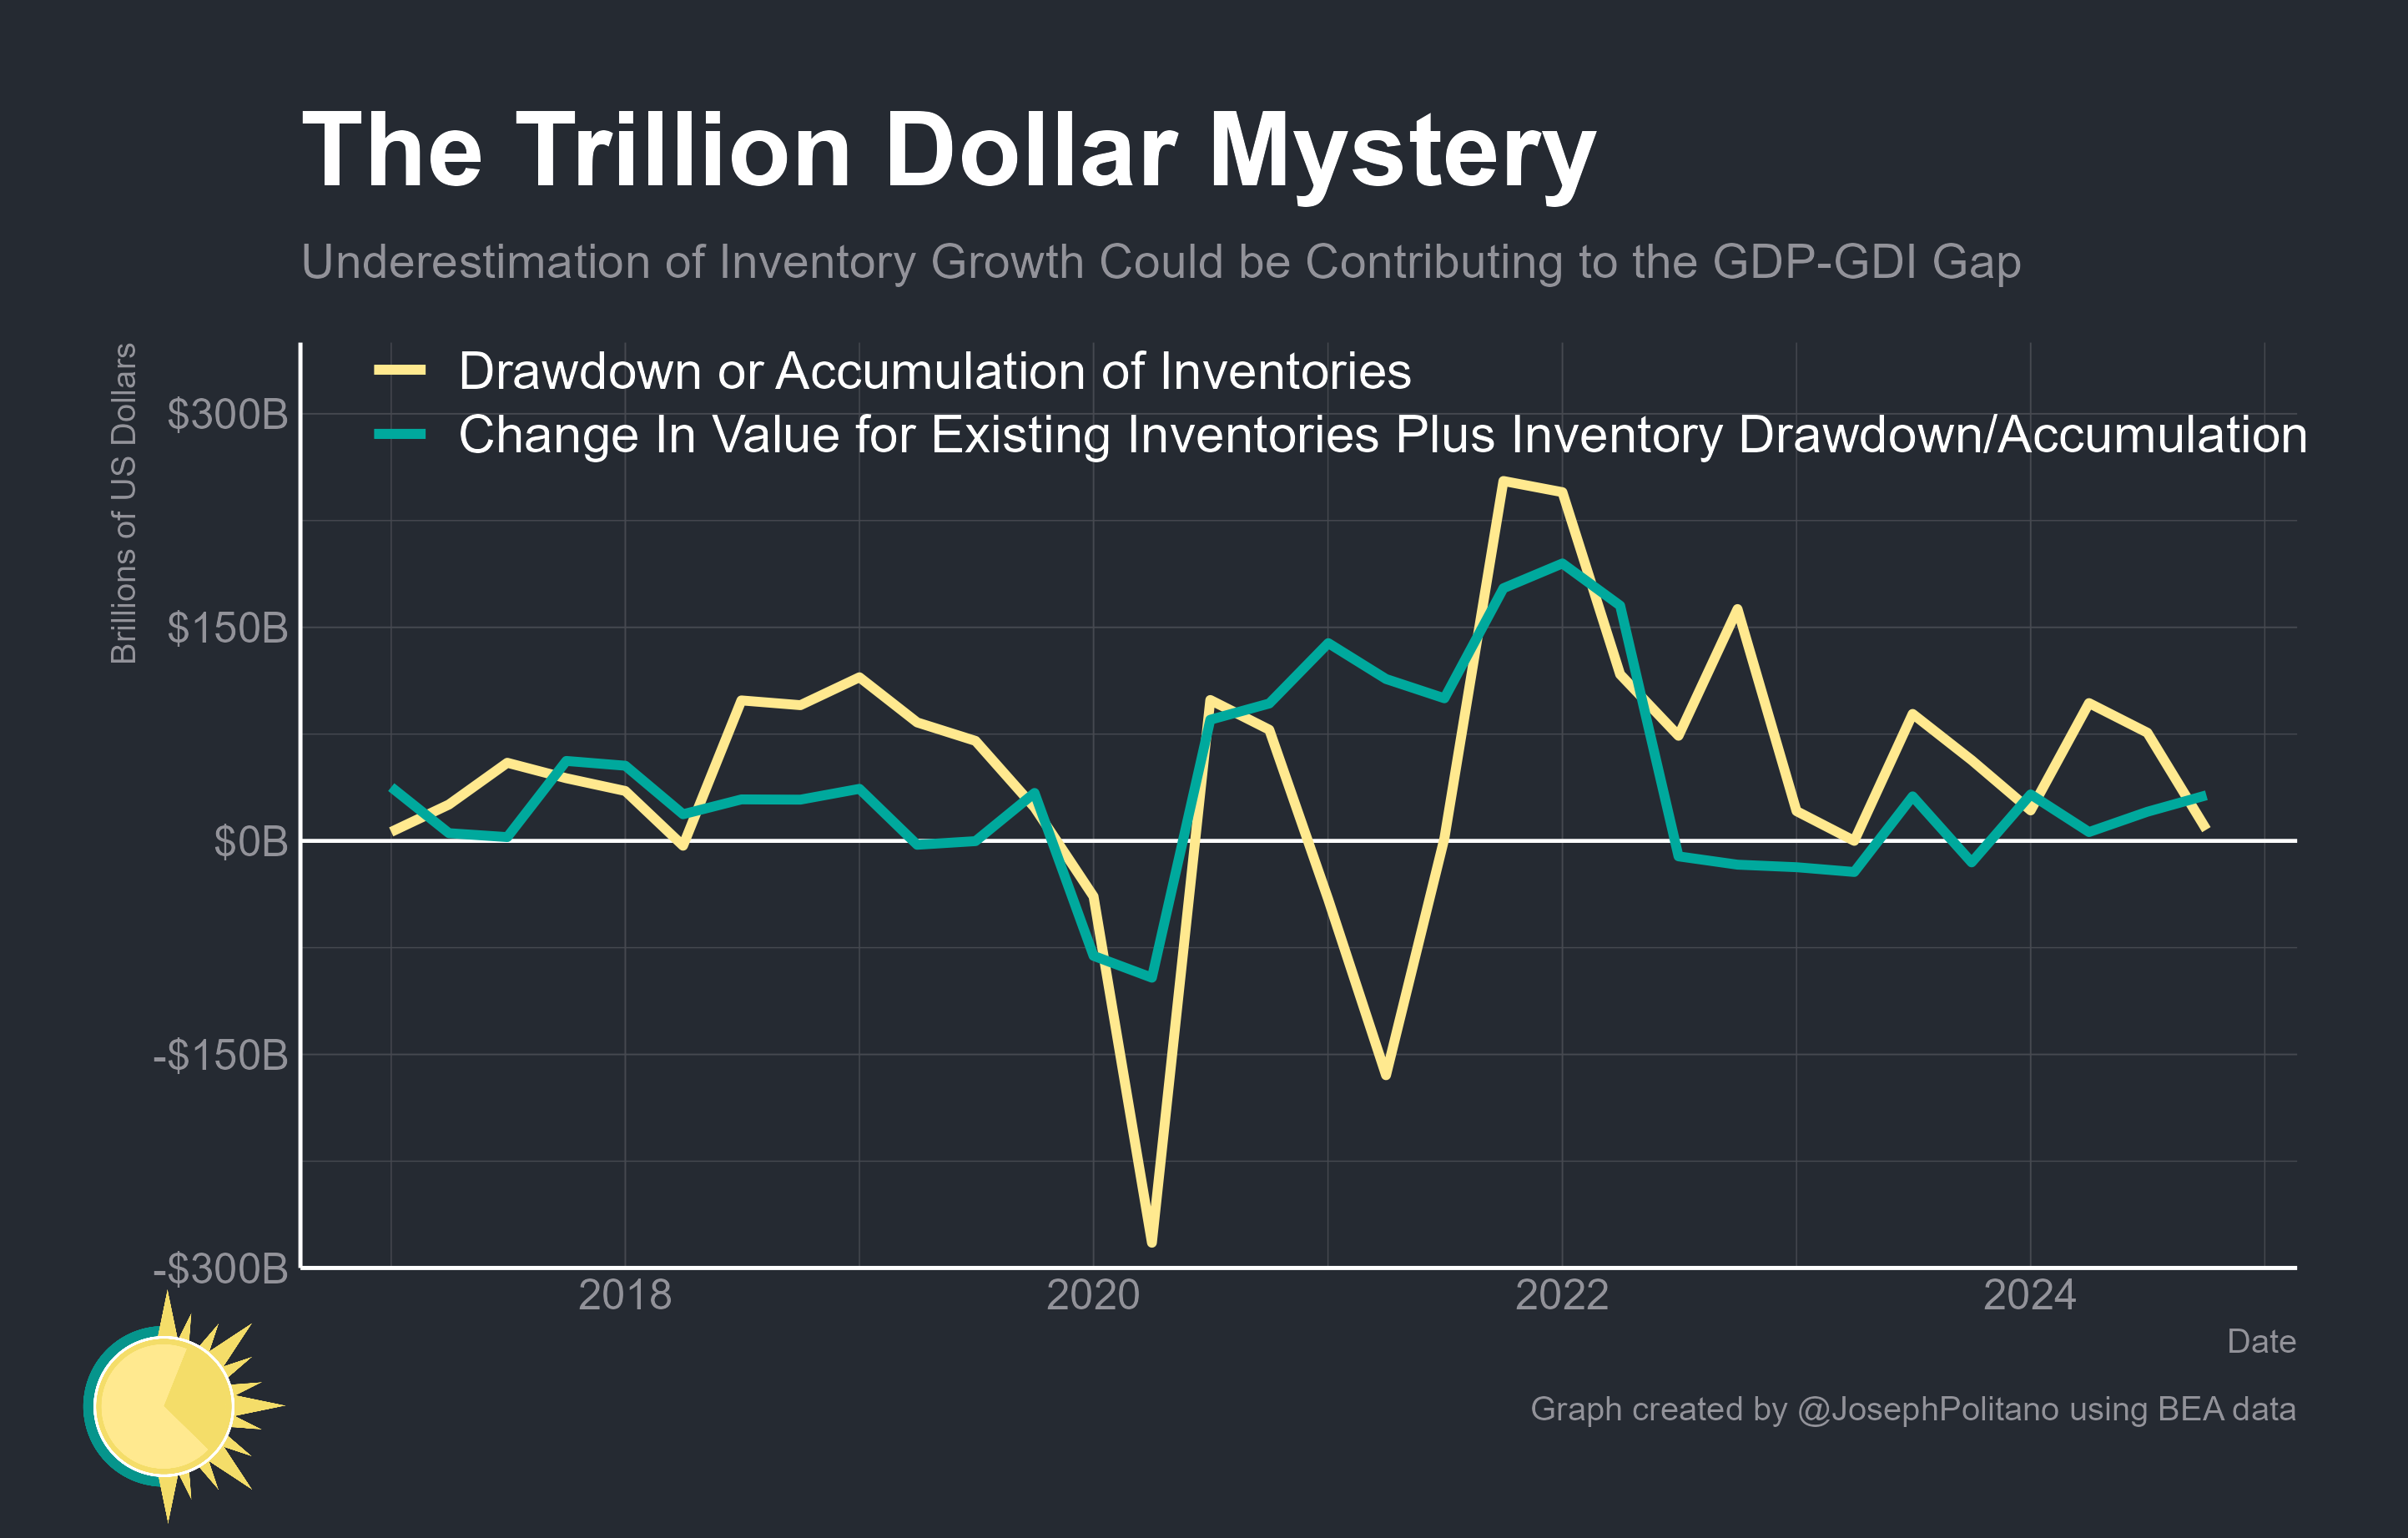 The Trillion Dollar Mystery
Underestimation of Inventory Growth Could be Contributing to the GDP-GDI Gap
Brillions of US Dollars
Drawdown or Accumulation of Inventories
Change In Value for Existing Inventories Plus Inventory Drawdown/Accumulation
$300B
$150B
$0B
-$150B
-$300B
2018
2020
2022
2024
Date
Graph created by @JosephPolitano using BEA data